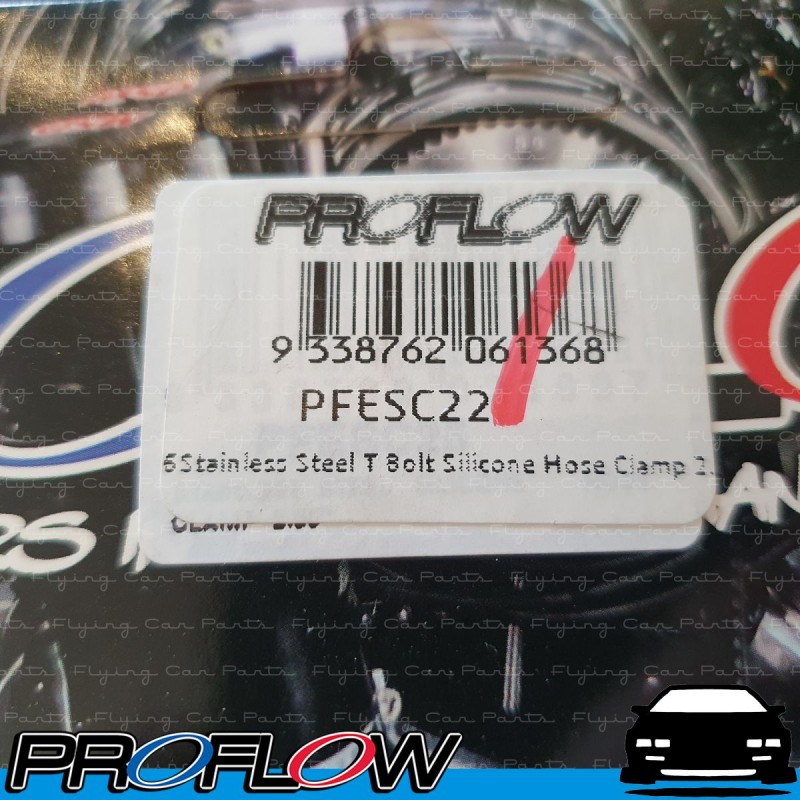 PROFLOW
9 338762 061368
PFESC22
6Stainless Steel T Bolt Silicone Hose Clamp 2.
PROFLOW
Flying Car Parts